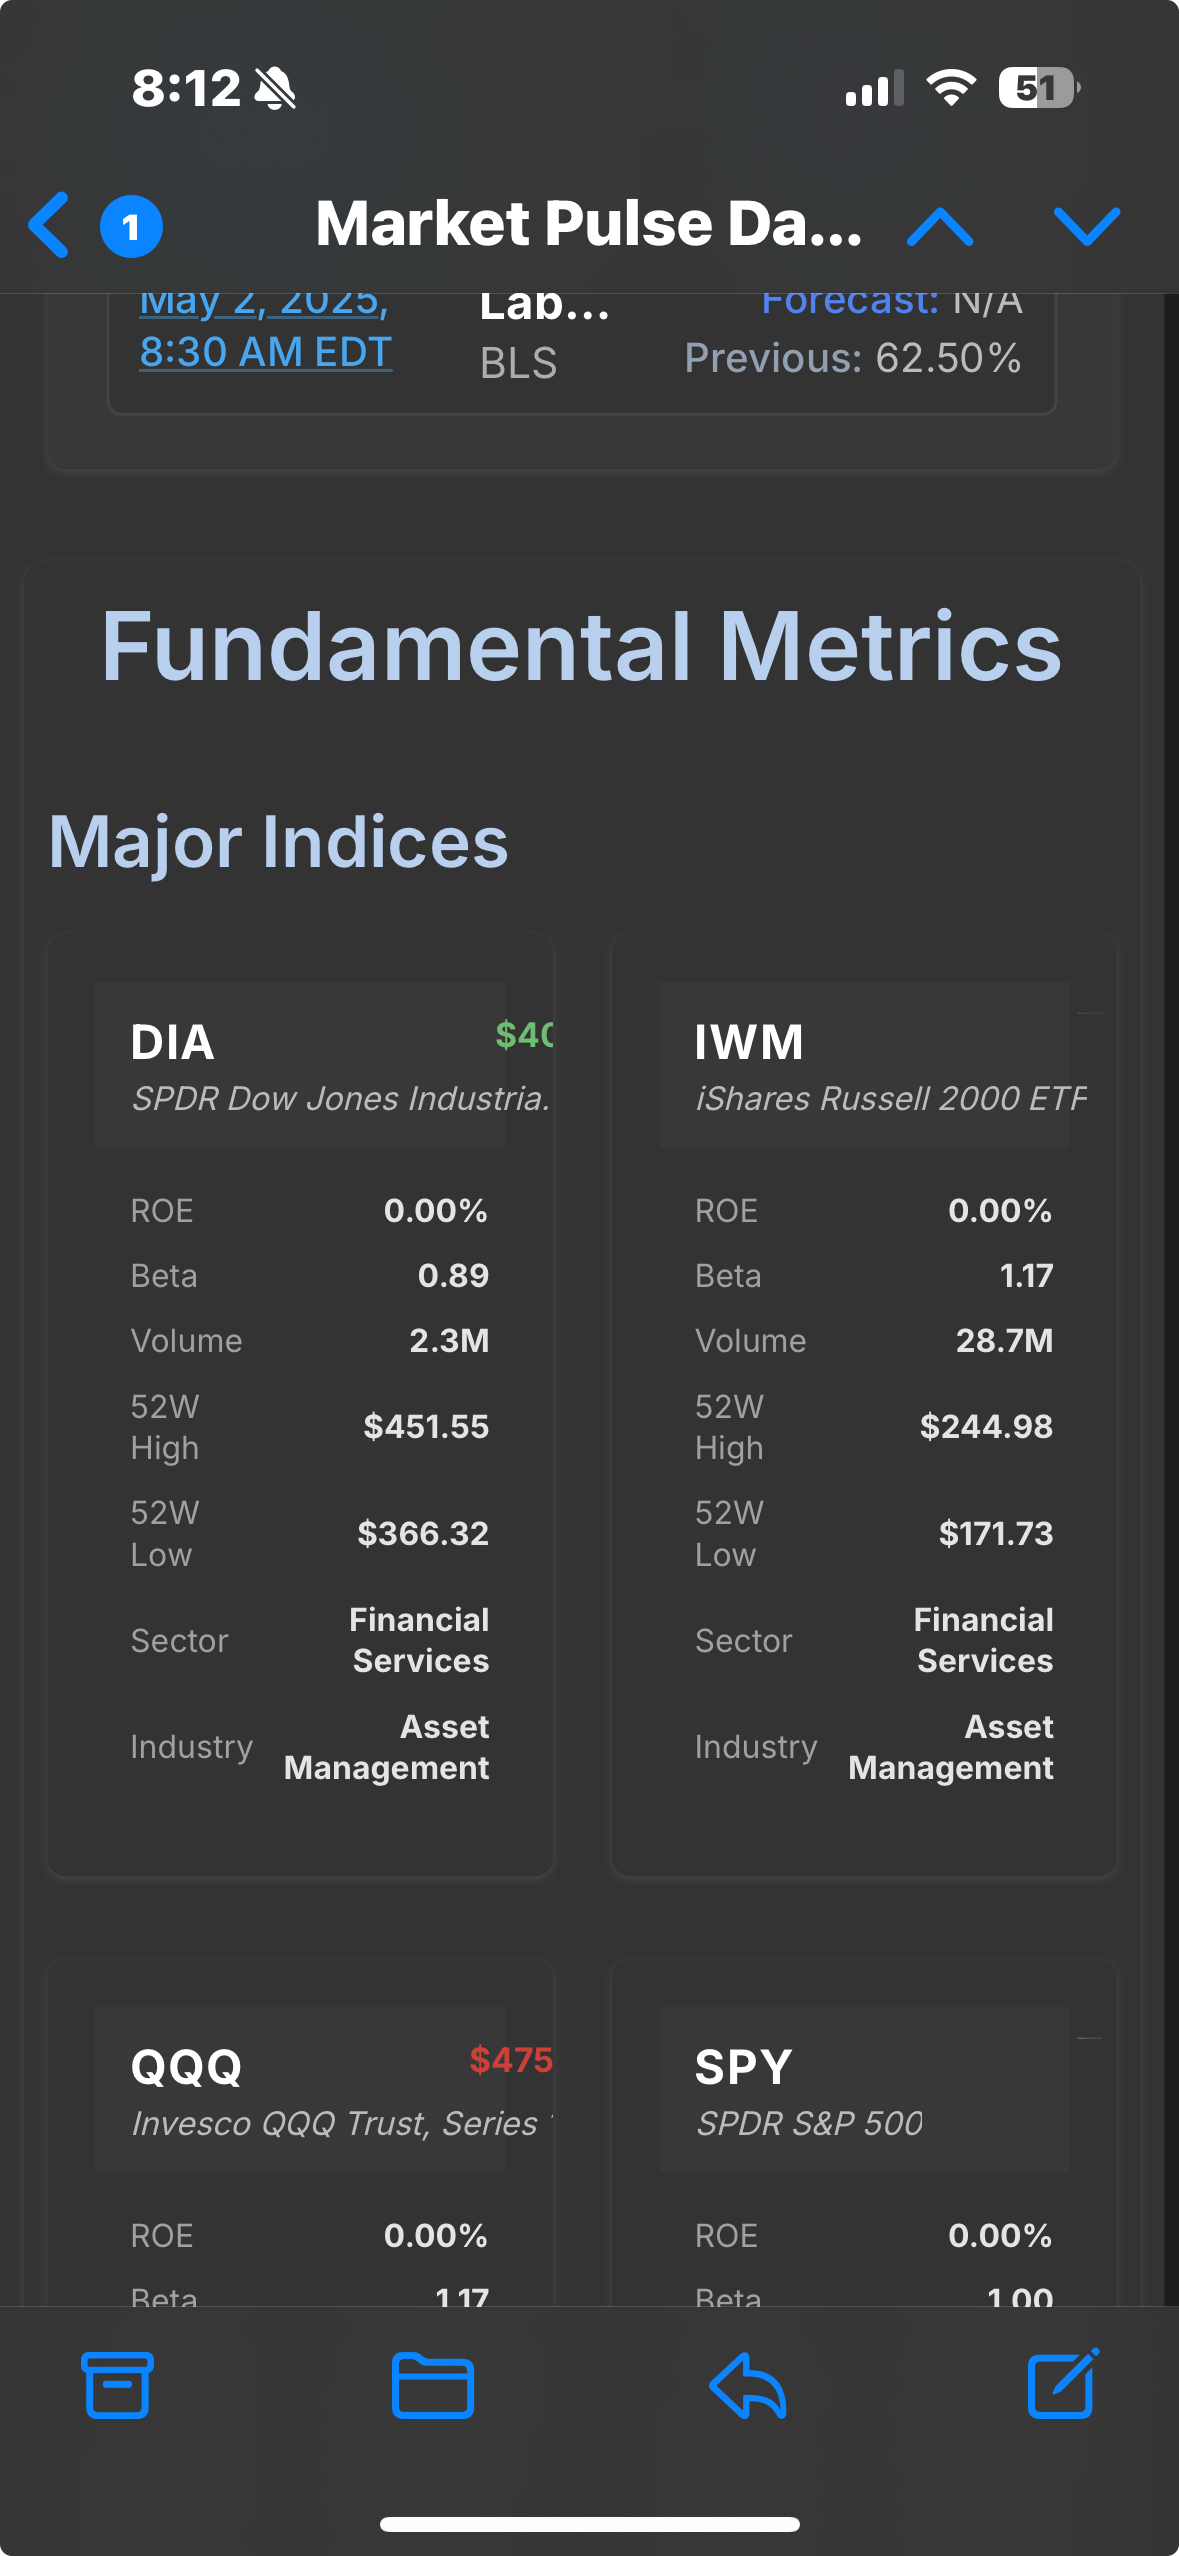 8:12
51
1
Market Pulse Da...
May 2, 2025,
8:30 AM EDT
Lab...
BLS
Forecast: N/A
Previous: 62.50%
Fundamental Metrics
Major Indices
DIA
$40
SPDR Dow Jones Industria.
ROE 0.00%
Beta 0.89
Volume 2.3M
52W
High
$451.55
52W
Low
$366.32
Sector
Financial
Services
Industry
Asset
Management
IWM
iShares Russell 2000 ETF
ROE 0.00%
Beta 1.17
Volume 28.7M
52W
High
$244.98
52W
Low
$171.73
Sector
Financial
Services
Industry
Asset
Management
QQQ
$475
Invesco QQQ Trust, Series
ROE 0.00%
Beta 1.17
SPY
SPDR S&P 500
ROE 0.00%
Beta 1.00